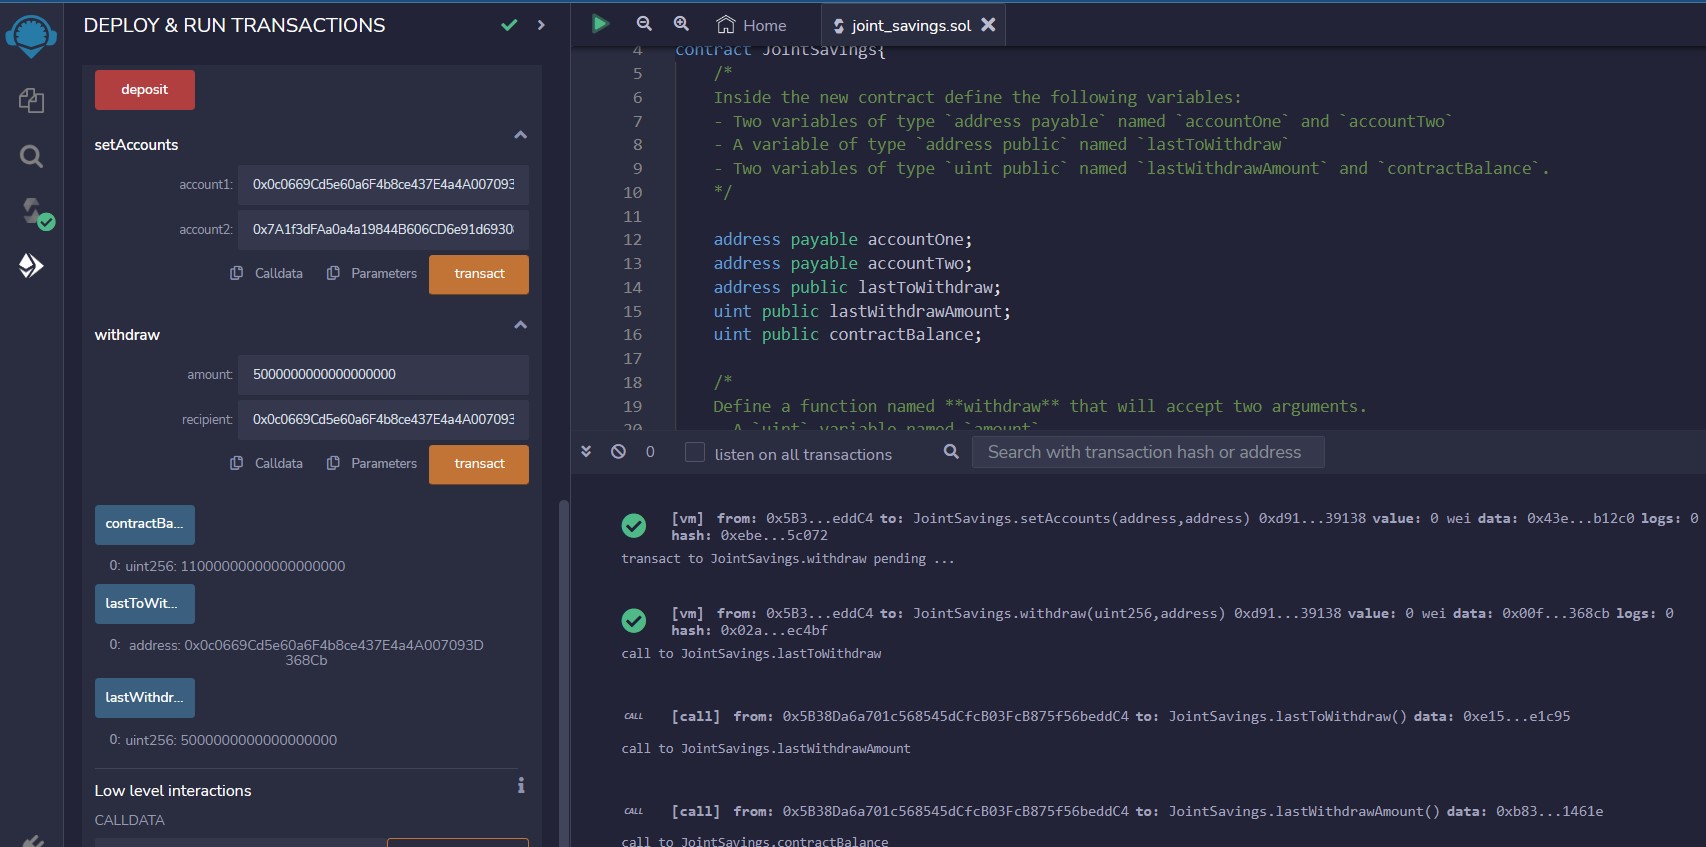 DEPLOY & RUN TRANSACTIONS
deposit
setAccounts
account1: 0x0c0669Cd5e60a6F4b8ce437E4a4A007093
account2: 0x7A1f3dFAa0a4a19844B606CD6e91d6930
Calldata Parameters transact
withdraw
amount: 5000000000000000000
recipient: 0x0c0669Cd5e60a6F4b8ce437E4a4A007093
Calldata Parameters transact
contractBa...
0: uint256: 11000000000000000000
lastToWit...
0: address: 0x0c0669Cd5e60a6F4b8ce437E4a4A007093D
368Cb
lastWithdr...
0: uint256: 5000000000000000000
Low level interactions
CALLDATA
Home joint_savings.sol
4 contract JointSavings{
5 /*
6 Inside the new contract define the following variables:
7 - Two variables of type `address payable` named `accountOne` and `accountTwo`
8 - A variable of type `address public` named `lastToWithdraw`
9 - Two variables of type `uint public` named `lastWithdrawAmount` and `contractBalance`.
10 */
11
12 address payable accountOne;
13 address payable accountTwo;
14 address public lastToWithdraw;
15 uint public lastWithdrawAmount;
16 uint public contractBalance;
17
18 /*
19 Define a function named **withdraw** that will accept two arguments.
20 - A `uint` variable named `amount`
0 listen on all transactions Search with transaction hash or address
[vm] from: 0x5B3...eddC4 to: JointSavings.setAccounts(address,address) 0xd91...39138 value: 0 wei data: 0x43e...b12c0 logs: 0
hash: 0xebe...5c072
transact to JointSavings.withdraw pending ...
[vm] from: 0x5B3...eddC4 to: JointSavings.withdraw(uint256,address) 0xd91...39138 value: 0 wei data: 0x00f...368cb logs: 0
hash: 0x02a...ec4bf
call to JointSavings.lastToWithdraw
CALL [call] from: 0x5B38Da6a701c568545dCfcB03FcB875f56beddC4 to: JointSavings.lastToWithdraw() data: 0xe15...e1c95
call to JointSavings.lastWithdrawAmount
CALL [call] from: 0x5B38Da6a701c568545dCfcB03FcB875f56beddC4 to: JointSavings.lastWithdrawAmount() data: 0xb83...1461e
call to JointSavings.contractBalance